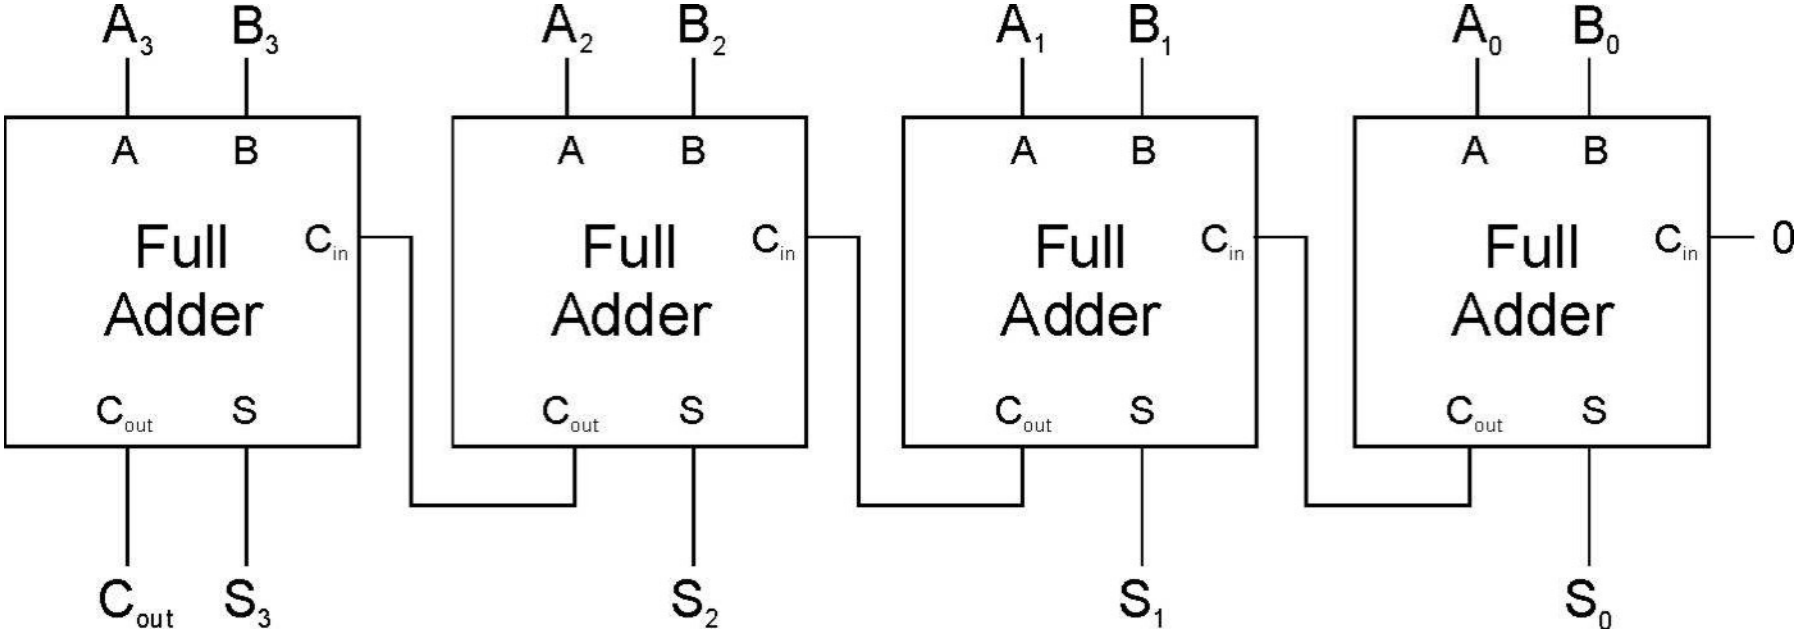 A3 B3 A2 B2 A1 B1 A0 B0
A B A B A B A B
Full Cin Full Cin Full Cin Full Cin 0
Adder Adder Adder Adder
Cout S Cout S Cout S Cout S
Cout S3 S2 S1 S0